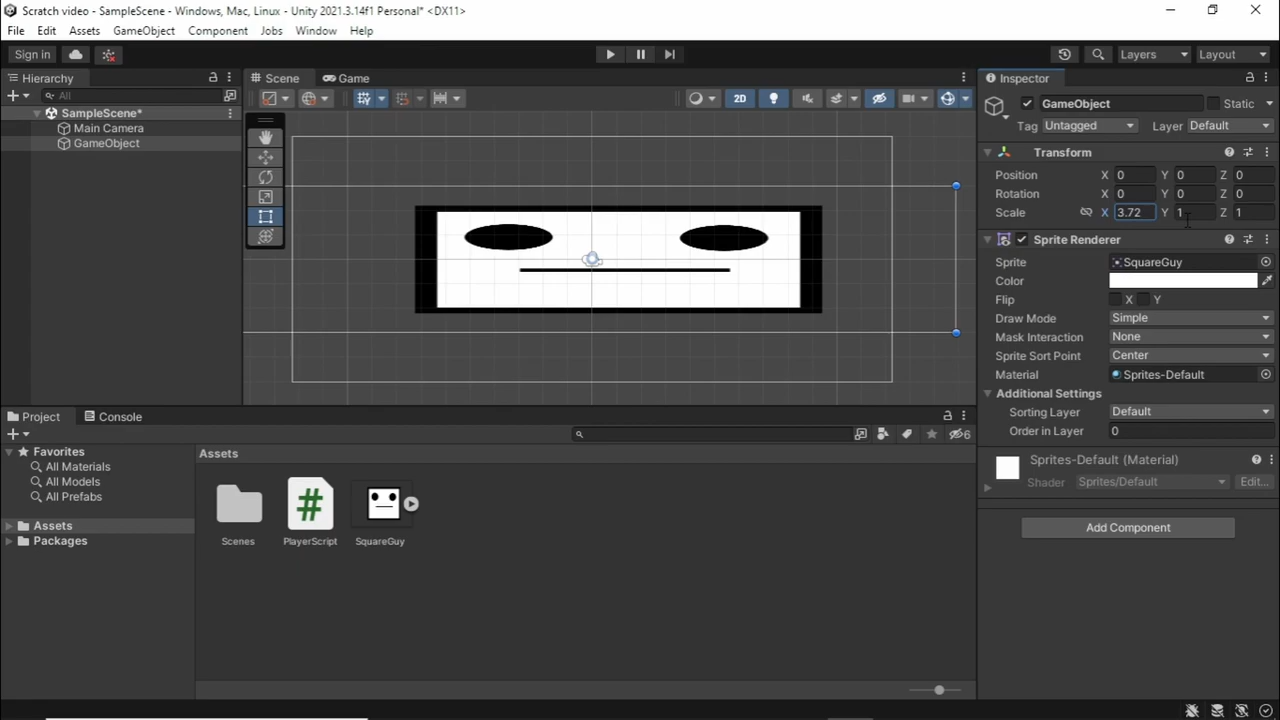 Scratch video - SampleScene - Windows, Mac, Linux - Unity 2021.3.14f1 Personal* <DX11>
File Edit Assets GameObject Component Jobs Window Help
Sign in Layers Layout
Hierarchy Scene Game Inspector
All 2D
GameObject Static
SampleScene* Tag Untagged Layer Default
Main Camera
GameObject Transform
Position X 0 Y 0 Z 0
Rotation X 0 Y 0 Z 0
Scale X 3.72 Y 1 Z 1
Sprite Renderer
Sprite SquareGuy
Color
Flip X Y
Draw Mode Simple
Mask Interaction None
Sprite Sort Point Center
Material Sprites-Default
Additional Settings
Sorting Layer Default
Order in Layer 0
Project Console
6
Favorites Assets
All Materials
All Models
All Prefabs
Assets
Packages
Scenes PlayerScript SquareGuy
Sprites-Default (Material)
Shader Sprites/Default Edit...
Add Component